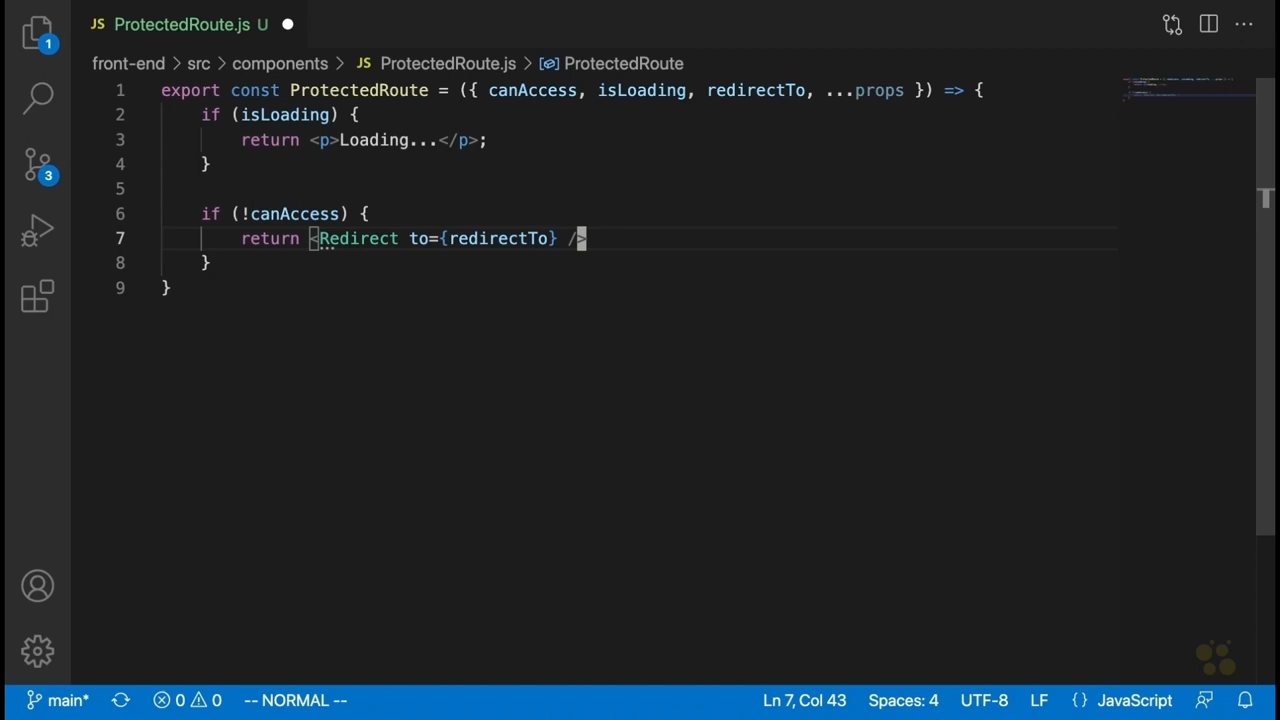 JS ProtectedRoute.js U
1
front-end > src > components > JS ProtectedRoute.js > ProtectedRoute
1 export const ProtectedRoute = ({ canAccess, isLoading, redirectTo, ...props }) => {
2 if (isLoading) {
3 return <p>Loading...</p>;
4 }
5
6 if (!canAccess) {
7 return <Redirect to={redirectTo} />
8 }
9 }
3
main* 0 0 -- NORMAL -- Ln 7, Col 43 Spaces: 4 UTF-8 LF {} JavaScript